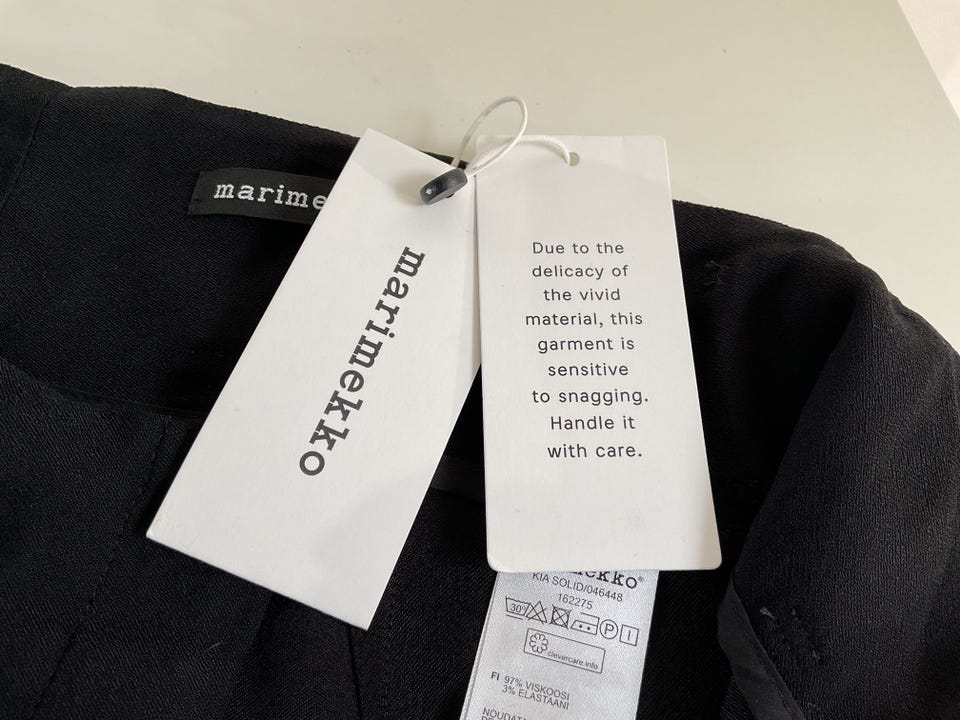 marime
marimekko
Due to the
delicacy of
the vivid
material, this
garment is
sensitive
to snagging.
Handle it
with care.
ekko®
KIA SOLID/046448
162275
30° P I
clevercare.info
FI 97% VISKOOSI
3% ELASTAANI